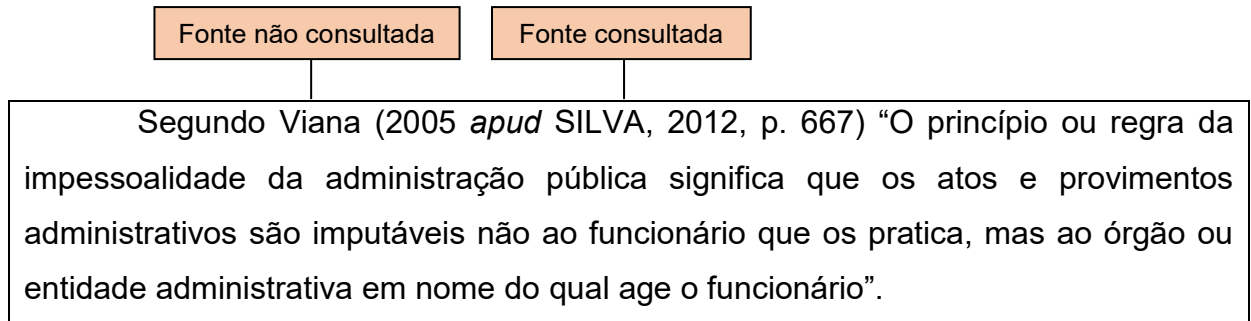 Fonte não consultada
Fonte consultada
Segundo Viana (2005 apud SILVA, 2012, p. 667) “O princípio ou regra da
impessoalidade da administração pública significa que os atos e provimentos
administrativos são imputáveis não ao funcionário que os pratica, mas ao órgão ou
entidade administrativa em nome do qual age o funcionário”.